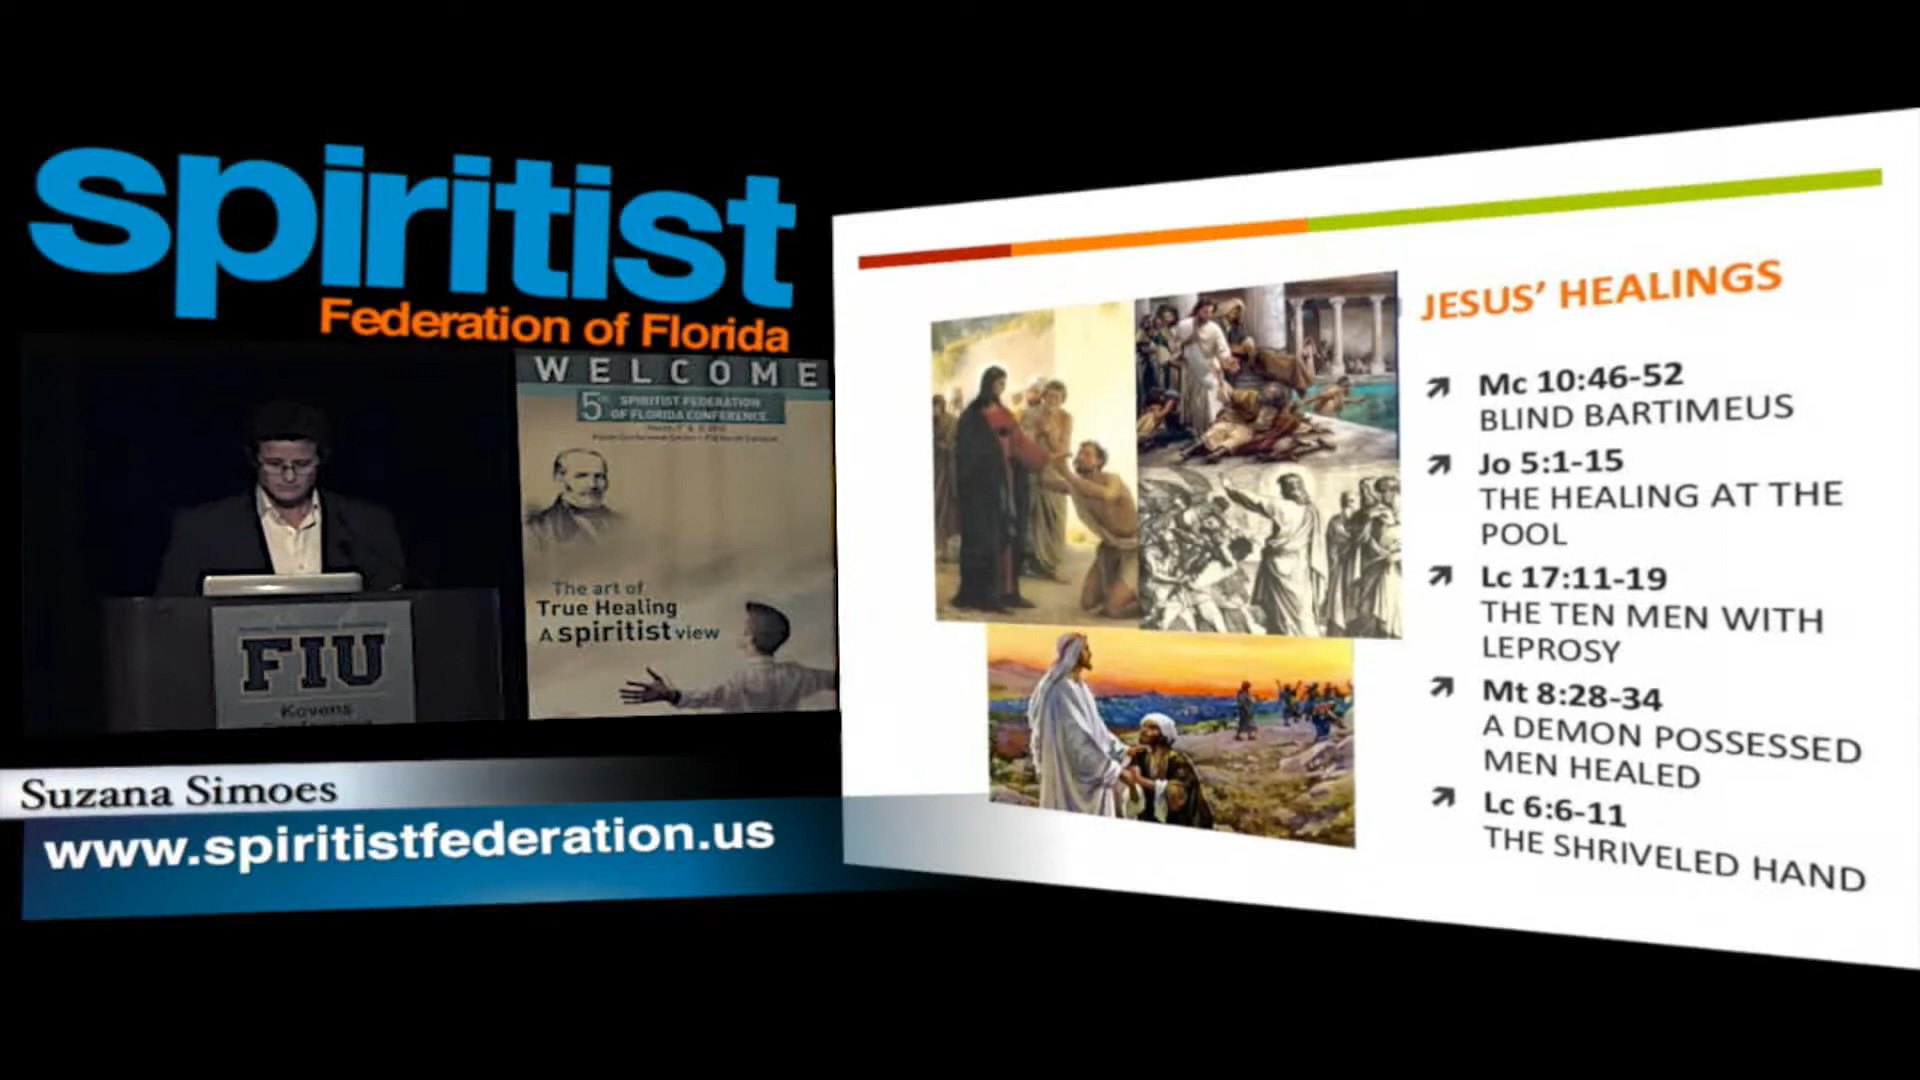 spiritist
Federation of Florida
WELCOME
5th SPIRITIST FEDERATION
OF FLORIDA CONFERENCE
The art of
True Healing
A spiritist view
FIU
Kovens
Suzana Simoes
www.spiritistfederation.us
JESUS’ HEALINGS
Mc 10:46-52
BLIND BARTIMEUS
Jo 5:1-15
THE HEALING AT THE
POOL
Lc 17:11-19
THE TEN MEN WITH
LEPROSY
Mt 8:28-34
A DEMON POSSESSED
MEN HEALED
Lc 6:6-11
THE SHRIVELED HAND